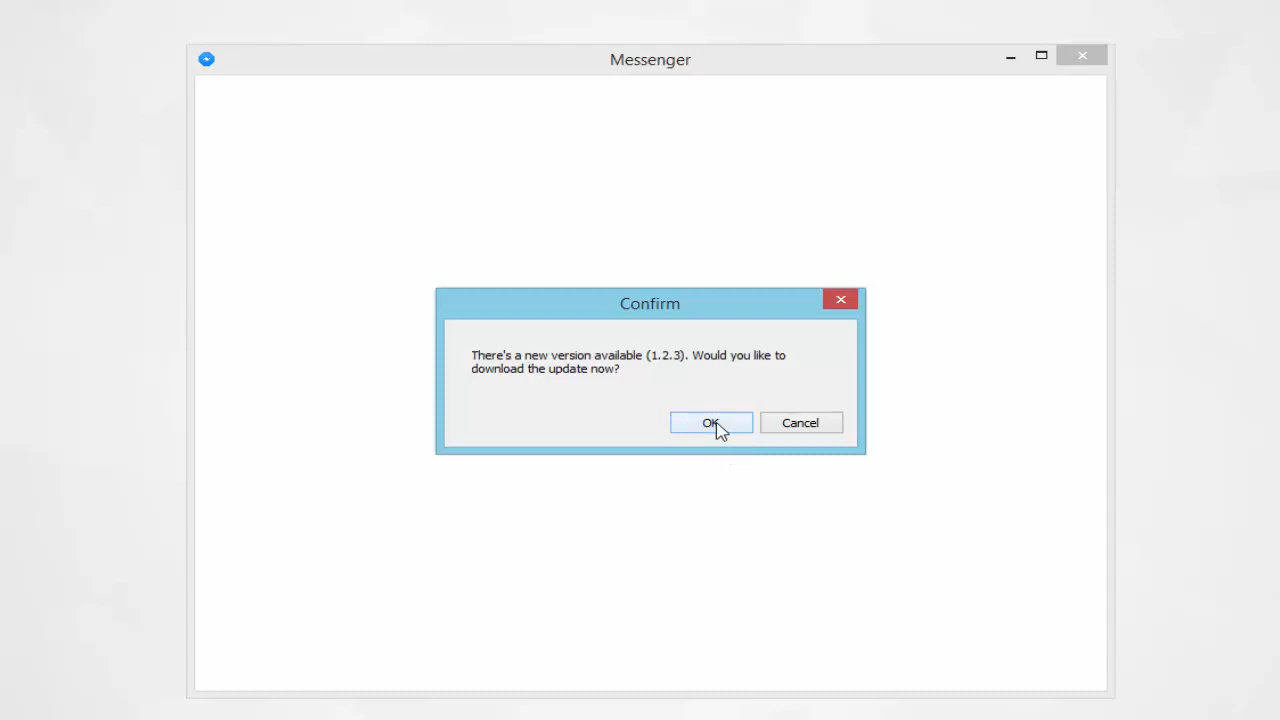 Messenger
Confirm
There's a new version available (1.2.3). Would you like to
download the update now?
OK
Cancel